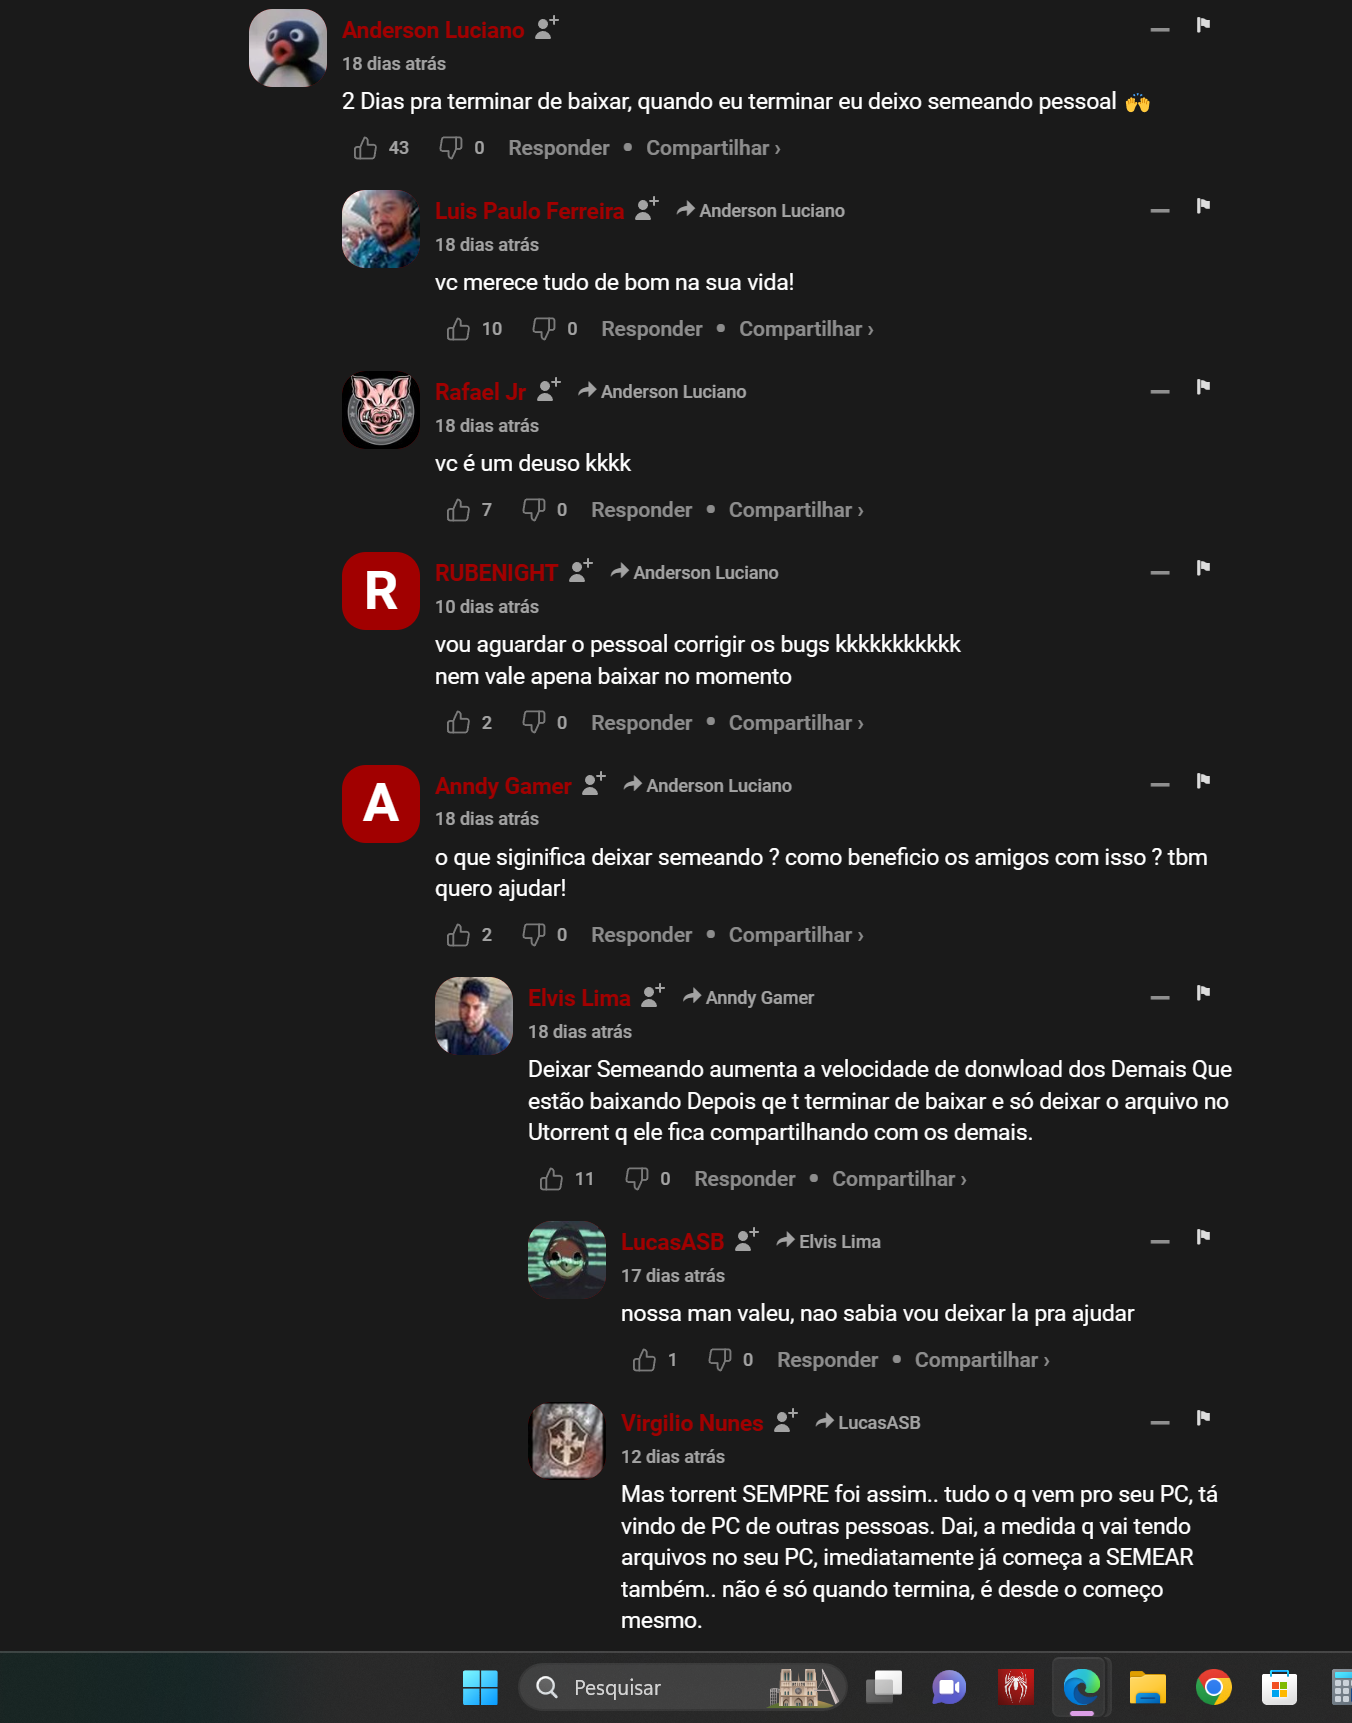 Anderson Luciano
18 dias atrás
2 Dias pra terminar de baixar, quando eu terminar eu deixo semeando pessoal 🙌
43 0 Responder • Compartilhar ›
Luis Paulo Ferreira Anderson Luciano
18 dias atrás
vc merece tudo de bom na sua vida!
10 0 Responder • Compartilhar ›
Rafael Jr Anderson Luciano
18 dias atrás
vc é um deuso kkkk
7 0 Responder • Compartilhar ›
R
RUBENIGHT Anderson Luciano
10 dias atrás
vou aguardar o pessoal corrigir os bugs kkkkkkkkkkk
nem vale apena baixar no momento
2 0 Responder • Compartilhar ›
A
Anndy Gamer Anderson Luciano
18 dias atrás
o que siginifica deixar semeando ? como beneficio os amigos com isso ? tbm
quero ajudar!
2 0 Responder • Compartilhar ›
Elvis Lima Anndy Gamer
18 dias atrás
Deixar Semeando aumenta a velocidade de donwload dos Demais Que
estão baixando Depois qe t terminar de baixar e só deixar o arquivo no
Utorrent q ele fica compartilhando com os demais.
11 0 Responder • Compartilhar ›
LucasASB Elvis Lima
17 dias atrás
nossa man valeu, nao sabia vou deixar la pra ajudar
1 0 Responder • Compartilhar ›
Virgilio Nunes LucasASB
12 dias atrás
Mas torrent SEMPRE foi assim.. tudo o q vem pro seu PC, tá
vindo de PC de outras pessoas. Dai, a medida q vai tendo
arquivos no seu PC, imediatamente já começa a SEMEAR
também.. não é só quando termina, é desde o começo
mesmo.
Pesquisar